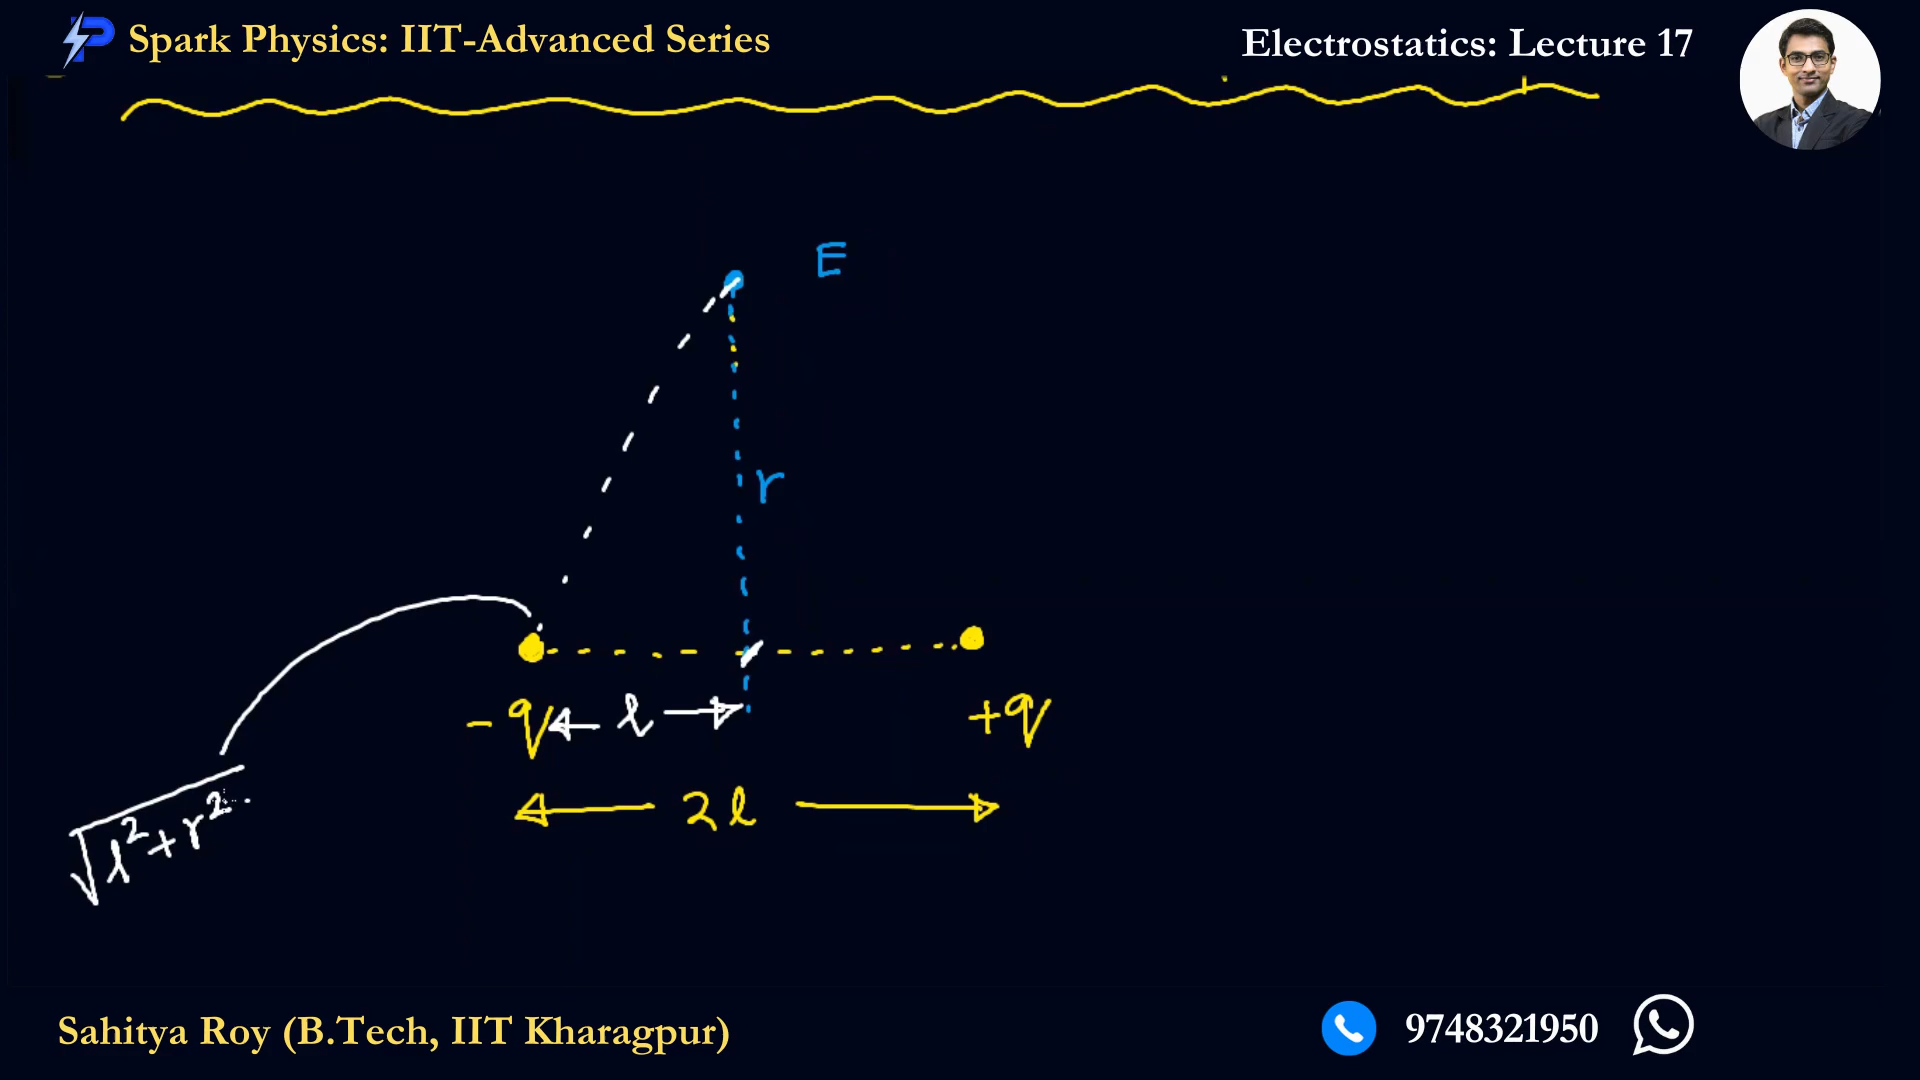 Spark Physics: IIT-Advanced Series
Electrostatics: Lecture 17
E
r
-q
l
+q
2l
√l²+r²
Sahitya Roy (B.Tech, IIT Kharagpur)
9748321950